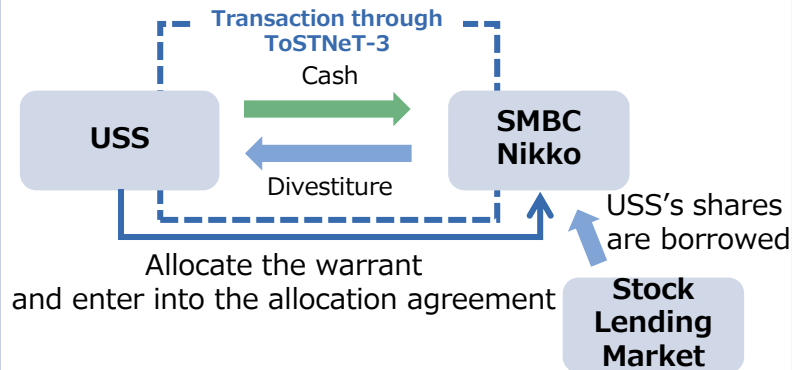 Transaction through
ToSTNeT-3
Cash
USS
SMBC
Nikko
Divestiture
USS's shares
are borrowed
Allocate the warrant
and enter into the allocation agreement
Stock
Lending
Market